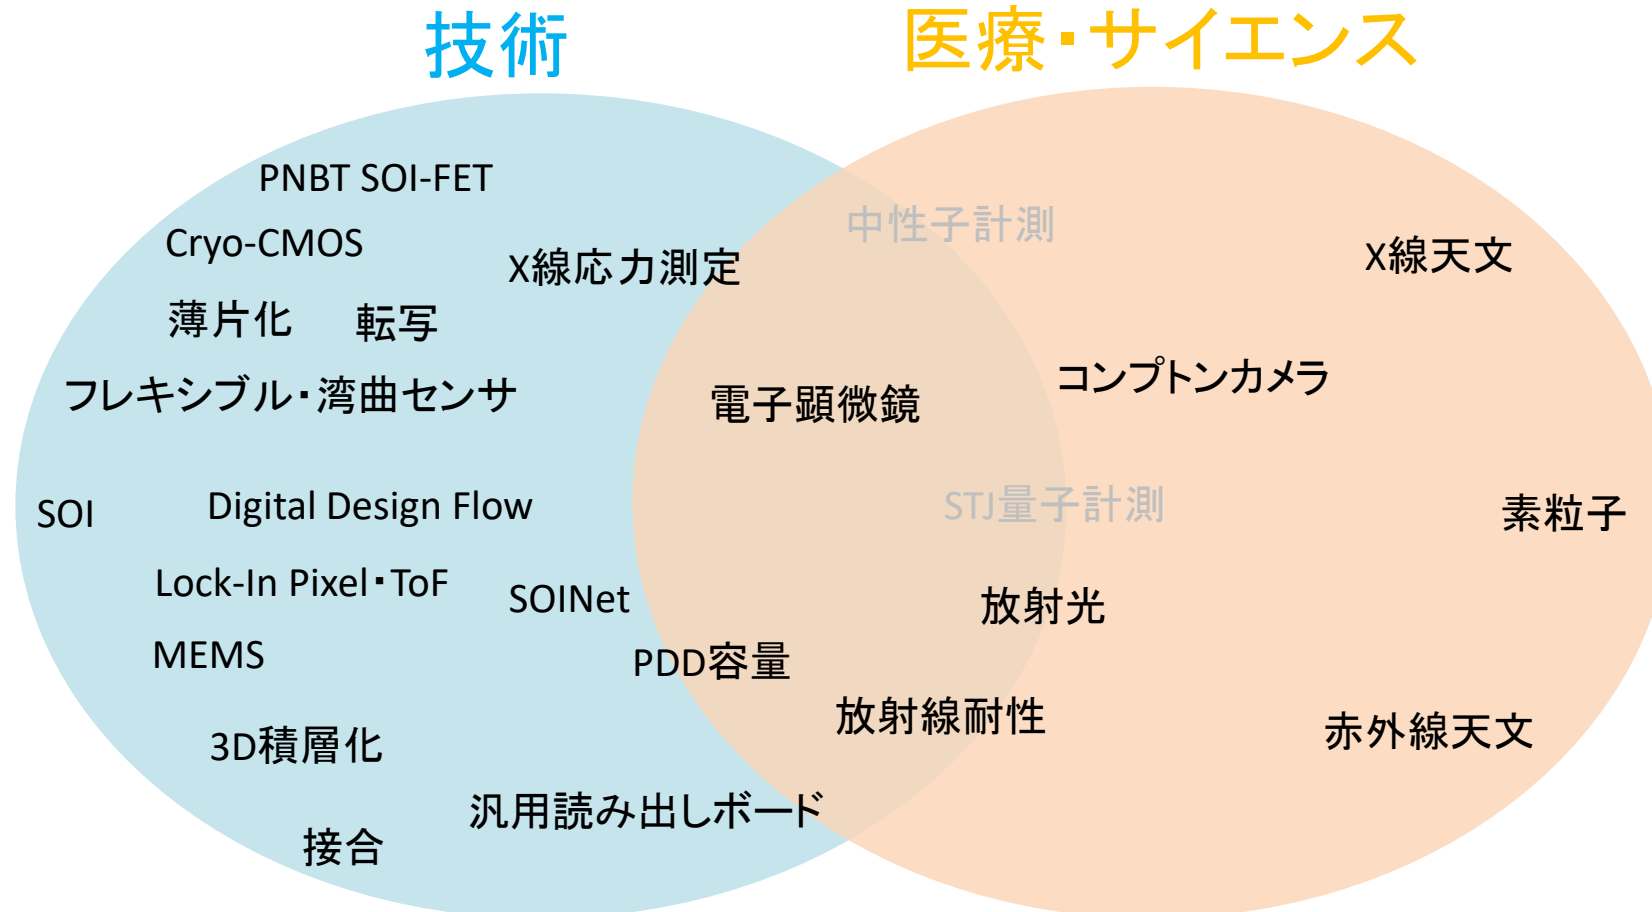 技術
医療・サイエンス
PNBT SOI-FET
中性子計測
Cryo-CMOS
X線応力測定
X線天文
薄片化
転写
コンプトンカメラ
フレキシブル・湾曲センサ
電子顕微鏡
SOI
Digital Design Flow
STJ量子計測
素粒子
Lock-In Pixel・ToF
SOINet
放射光
MEMS
PDD容量
放射線耐性
3D積層化
赤外線天文
汎用読み出しボード
接合